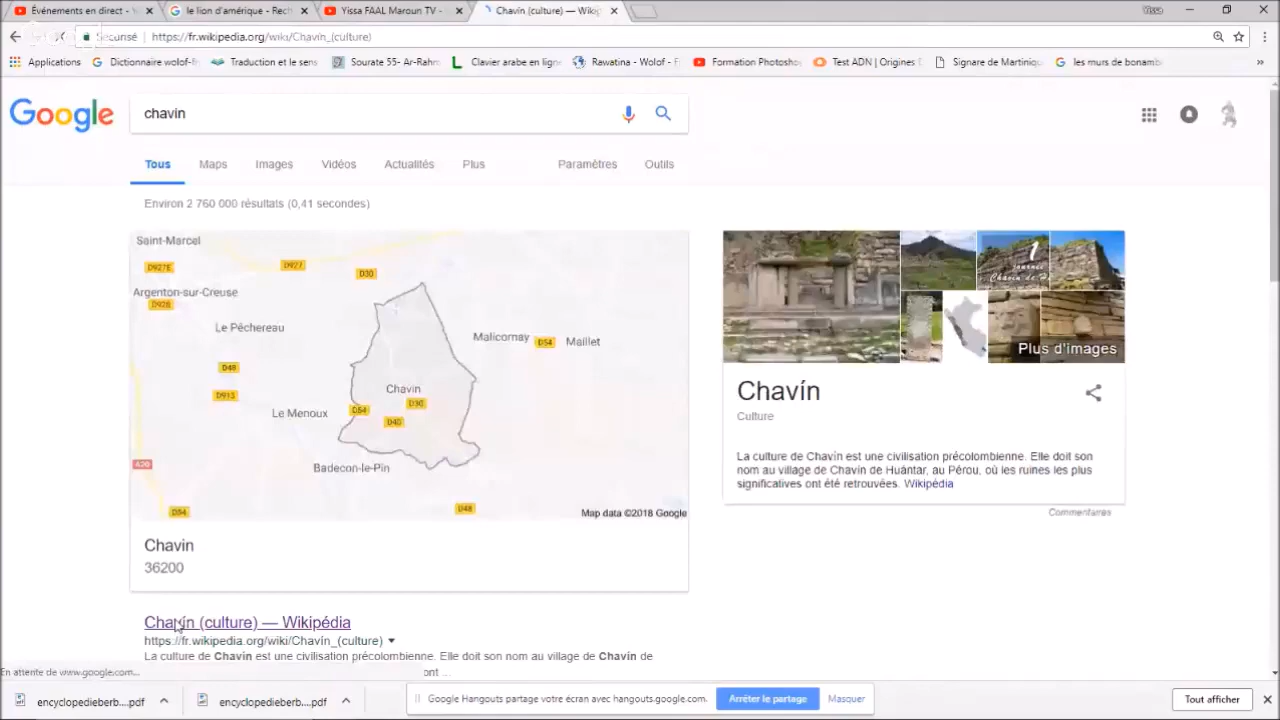 Événements en direct -
le lion d'amérique - Rech
Yissa FAAL Maroun TV -
Chavín (culture) — Wikip
Yissa
Sécurisé
https://fr.wikipedia.org/wiki/Chavín_(culture)
Applications
Dictionnaire wolof-fr
Traduction et le sens
Sourate 55- Ar-Rahm
Clavier arabe en ligne
Rawatina - Wolof - F
Formation Photoshop
Test ADN | Origines
Signare de Martiniqu
les murs de bonamb
»
Google
chavin
Tous
Maps
Images
Vidéos
Actualités
Plus
Paramètres
Outils
Environ 2 760 000 résultats (0,41 secondes)
Saint-Marcel
D927E
D927
D30
Argenton-sur-Creuse
D926
Le Pêchereau
Malicornay
D54
Maillet
D48
Chavin
D913
D30
Le Menoux
D54
D40
A20
Badecon-le-Pin
D54
D48
Map data ©2018 Google
Chavin
36200
1
journée
Chavin de H
Plus d'images
Chavín
Culture
La culture de Chavín est une civilisation précolombienne. Elle doit son
nom au village de Chavín de Huántar, au Pérou, où les ruines les plus
significatives ont été retrouvées. Wikipédia
Commentaires
Chavín (culture) — Wikipédia
https://fr.wikipedia.org/wiki/Chavín_(culture)
La culture de Chavín est une civilisation précolombienne. Elle doit son nom au village de Chavín de
ont ...
En attente de www.google.com...
encyclopedieberb....pdf
encyclopedieberb....pdf
Google Hangouts partage votre écran avec hangouts.google.com.
Arrêter le partage
Masquer
Tout afficher